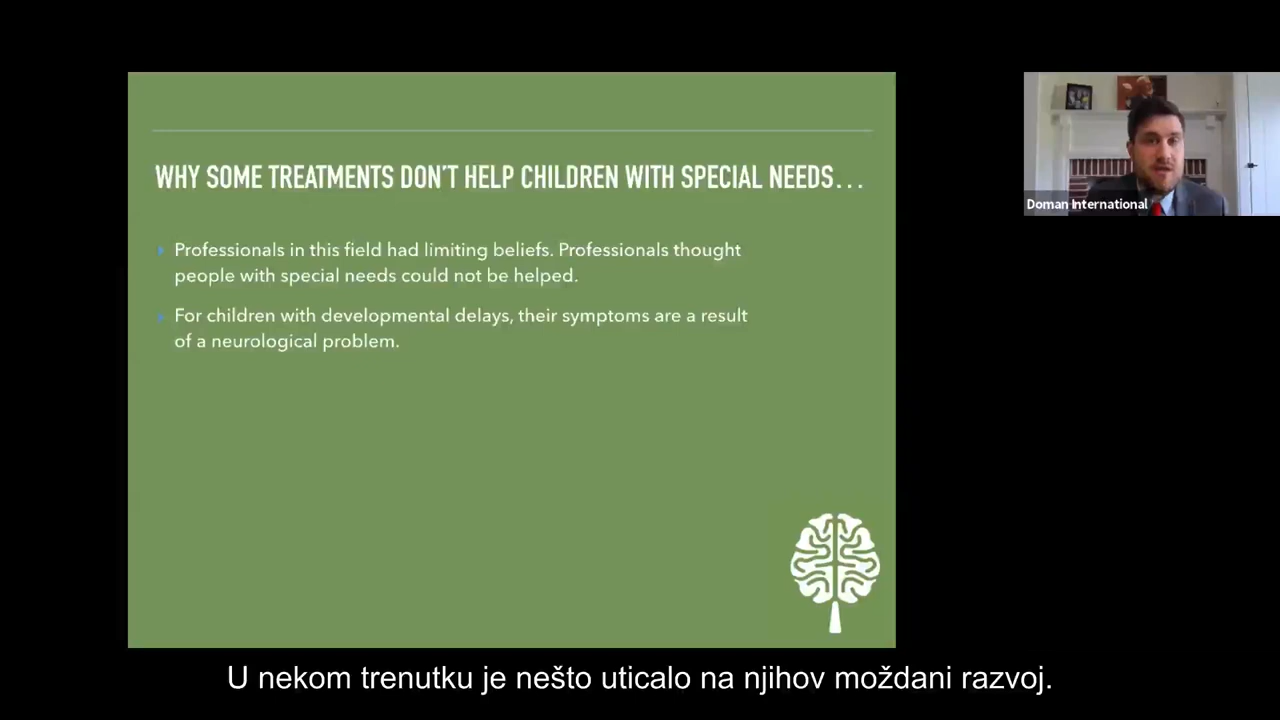 WHY SOME TREATMENTS DON'T HELP CHILDREN WITH SPECIAL NEEDS...
Professionals in this field had limiting beliefs. Professionals thought
people with special needs could not be helped.
For children with developmental delays, their symptoms are a result
of a neurological problem.
Doman International
U nekom trenutku je nešto uticalo na njihov moždani razvoj.